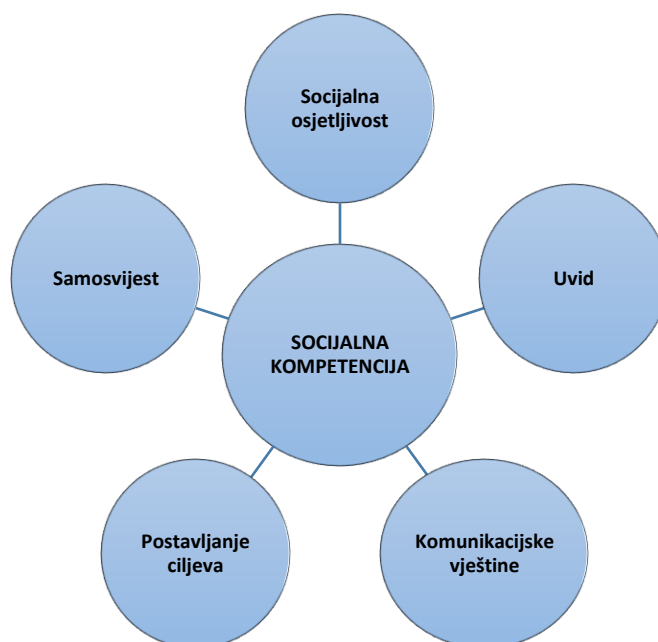 Socijalna
osjetljivost
Samosvijest
Uvid
SOCIJALNA
KOMPETENCIJA
Postavljanje
ciljeva
Komunikacijske
vještine